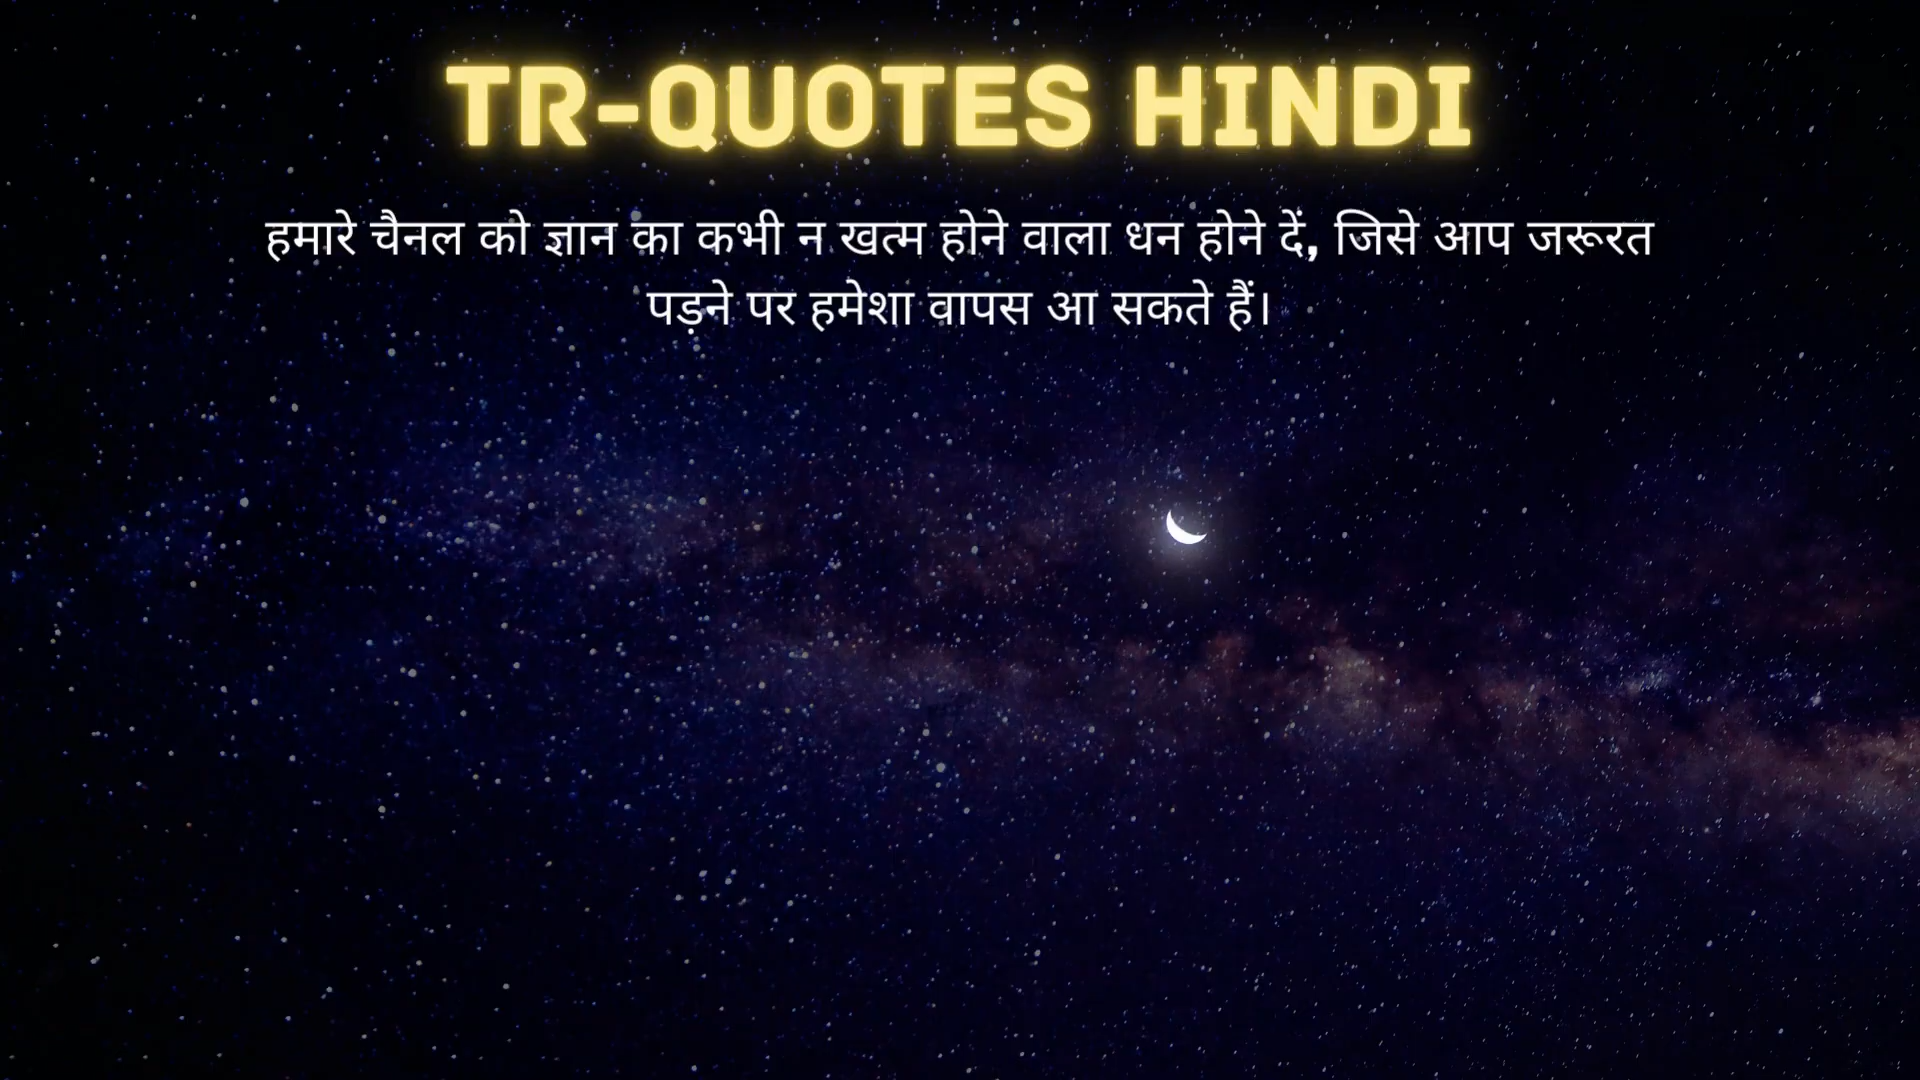 TR-QUOTES HINDI
हमारे चैनल को ज्ञान का कभी न खत्म होने वाला धन होने दें, जिसे आप जरूरत
पड़ने पर हमेशा वापस आ सकते हैं।